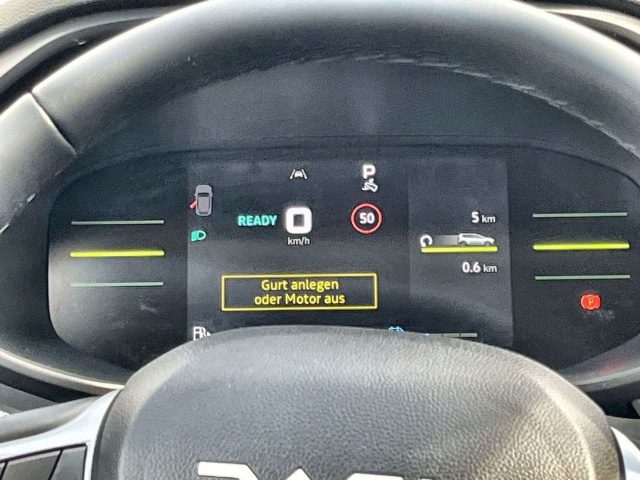 P
READY
0
km/h
50
5 km
0.6 km
Gurt anlegen
oder Motor aus
P